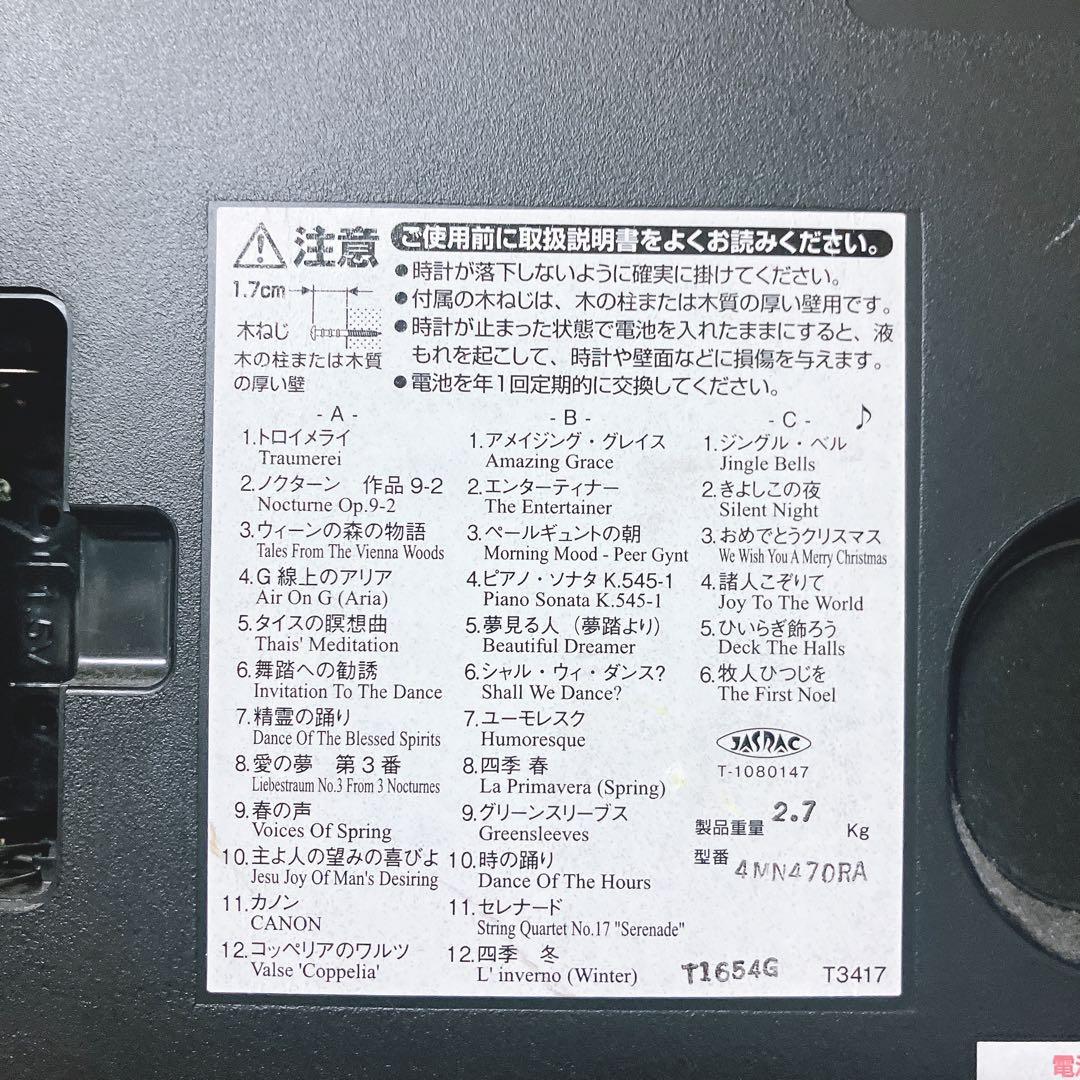 注意
ご使用前に取扱説明書をよくお読みください。
1.7cm
木ねじ
木の柱または木質
の厚い壁
●時計が落下しないように確実に掛けてください。
●付属の木ねじは、木の柱または木質の厚い壁用です。
●時計が止まった状態で電池を入れたままにすると、液
もれを起こして、時計や壁面などに損傷を与えます。
●電池を年1回定期的に交換してください。
- A -
1.トロイメライ
Traumerei
2.ノクターン 作品 9-2
Nocturne Op.9-2
3.ウィーンの森の物語
Tales From The Vienna Woods
4.G 線上のアリア
Air On G (Aria)
5.タイスの瞑想曲
Thais' Meditation
6.舞踏への勧誘
Invitation To The Dance
7.精霊の踊り
Dance Of The Blessed Spirits
8.愛の夢 第3番
Liebestraum No.3 From 3 Nocturnes
9.春の声
Voices Of Spring
10.主よ人の望みの喜びよ
Jesu Joy Of Man's Desiring
11.カノン
CANON
12.コッペリアのワルツ
Valse 'Coppelia'
- B -
1.アメイジング・グレイス
Amazing Grace
2.エンターティナー
The Entertainer
3.ペールギュントの朝
Morning Mood - Peer Gynt
4.ピアノ・ソナタ K.545-1
Piano Sonata K.545-1
5.夢見る人（夢踏より）
Beautiful Dreamer
6.シャル・ウィ・ダンス?
Shall We Dance?
7.ユーモレスク
Humoresque
8.四季 春
La Primavera (Spring)
9.グリーンスリーブス
Greensleeves
10.時の踊り
Dance Of The Hours
11.セレナード
String Quartet No.17 "Serenade"
12.四季 冬
L' inverno (Winter)
- C - ♪
1.ジングル・ベル
Jingle Bells
2.きよしこの夜
Silent Night
3.おめでとうクリスマス
We Wish You A Merry Christmas
4.諸人こぞりて
Joy To The World
5.ひいらぎ飾ろう
Deck The Halls
6.牧人ひつじを
The First Noel
JASRAC
T-1080147
製品重量 2.7 Kg
型番 4MN470RA
T1654G
T3417
1.5V
電